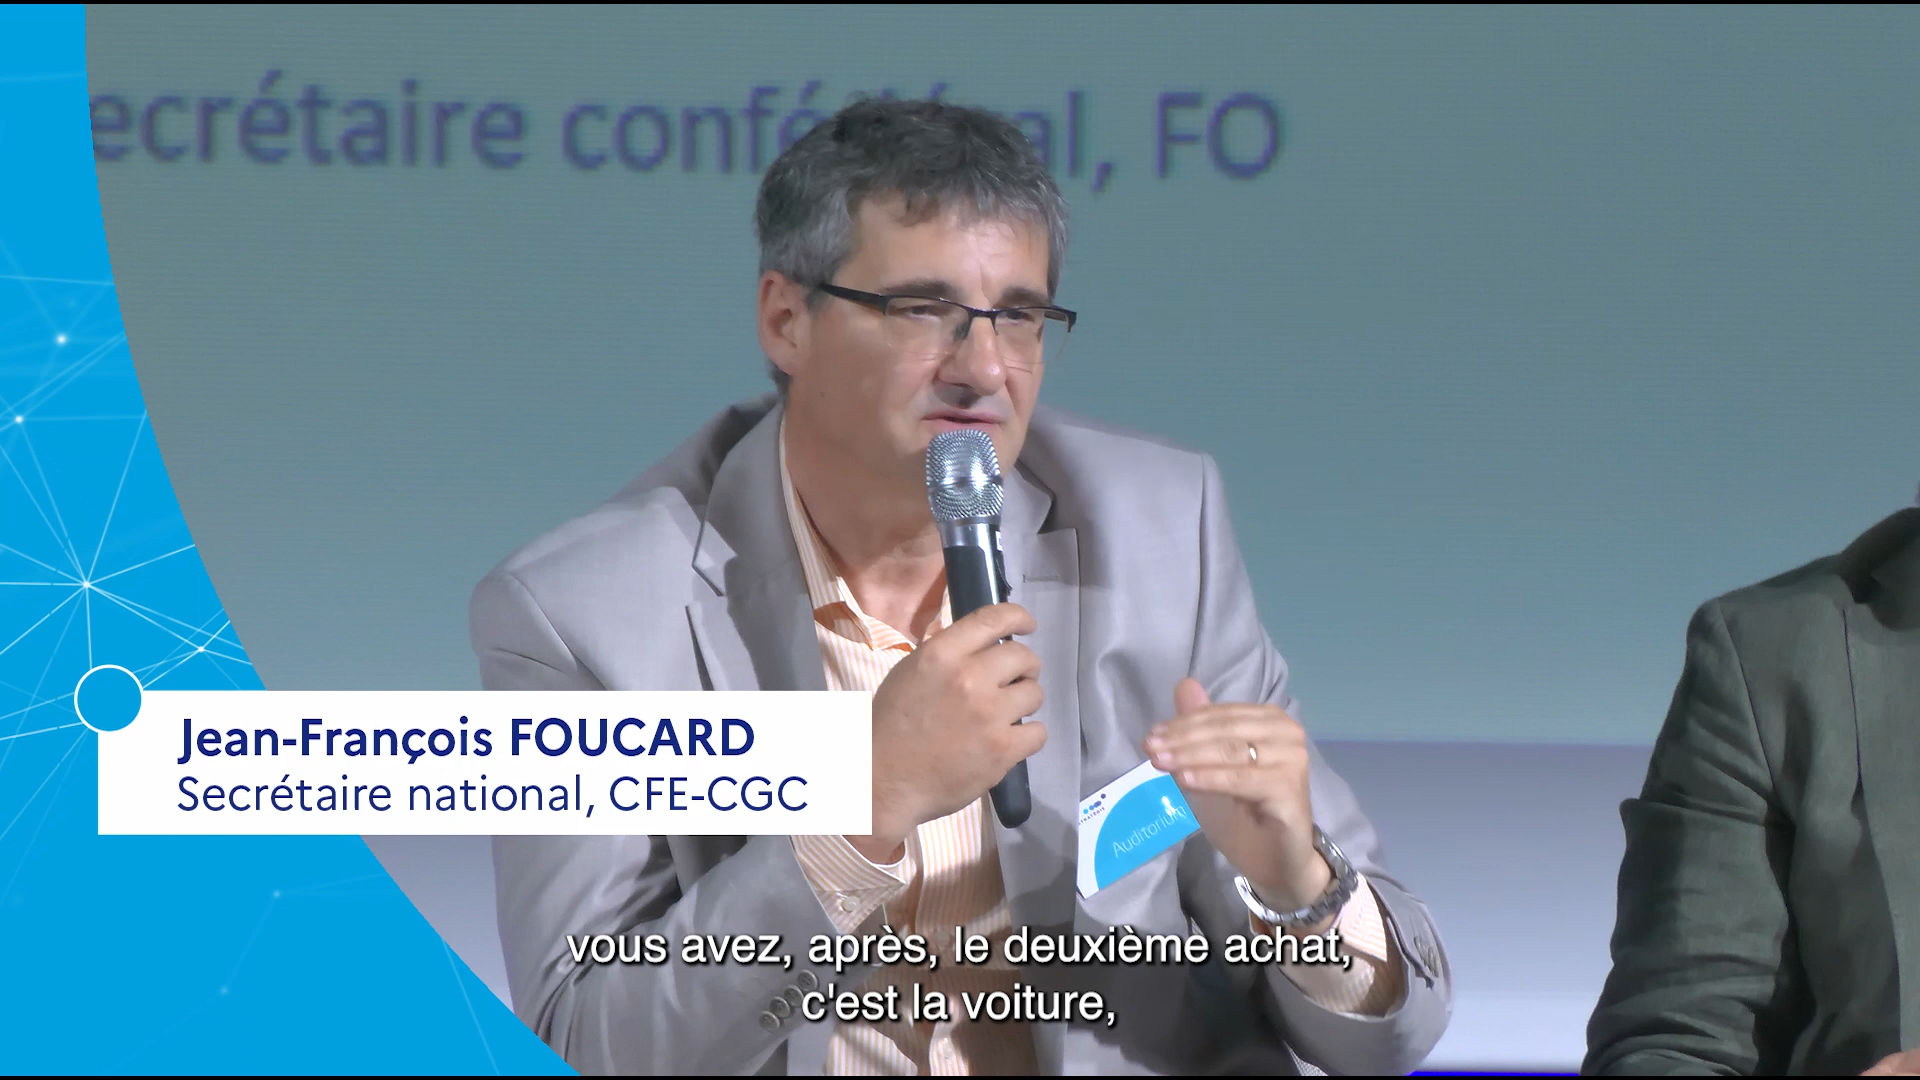 ecrétaire conf al, FO
Jean-François FOUCARD
Secrétaire national, CFE-CGC
Auditorium
vous avez, après, le deuxième achat,
c'est la voiture,